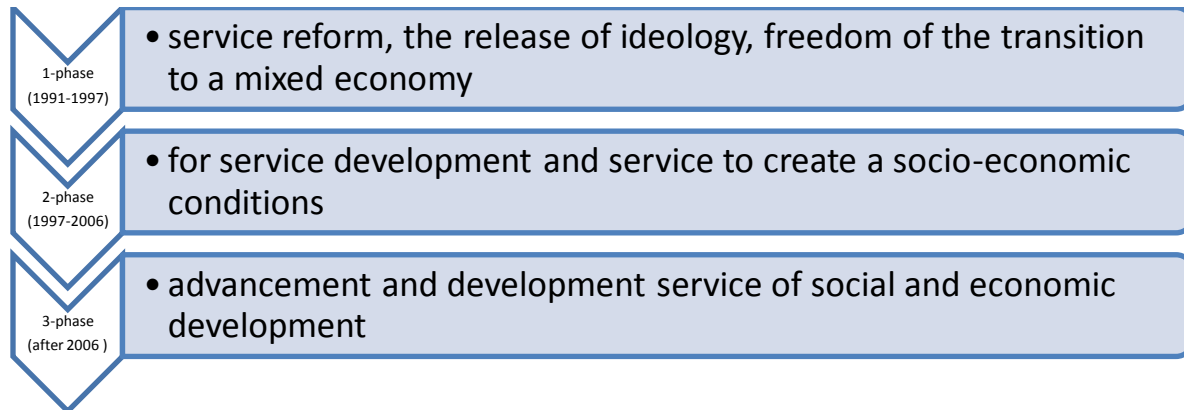 1-phase
(1991-1997)
• service reform, the release of ideology, freedom of the transition
to a mixed economy
2-phase
(1997-2006)
• for service development and service to create a socio-economic
conditions
3-phase
(after 2006 )
• advancement and development service of social and economic
development